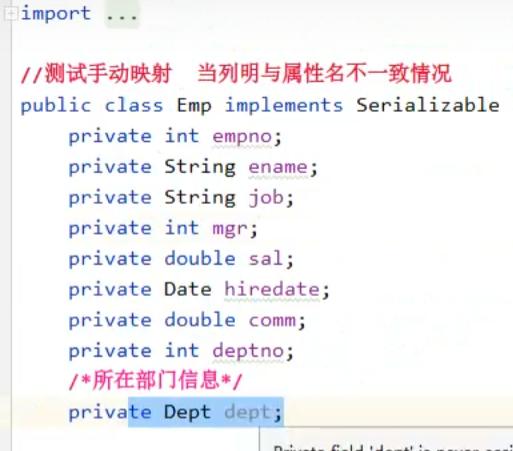 import ...
//测试手动映射  当列明与属性名不一致情况
public class Emp implements Serializable
    private int empno;
    private String ename;
    private String job;
    private int mgr;
    private double sal;
    private Date hiredate;
    private double comm;
    private int deptno;
    /*所在部门信息*/
    private Dept dept;
Private field 'dept' is never